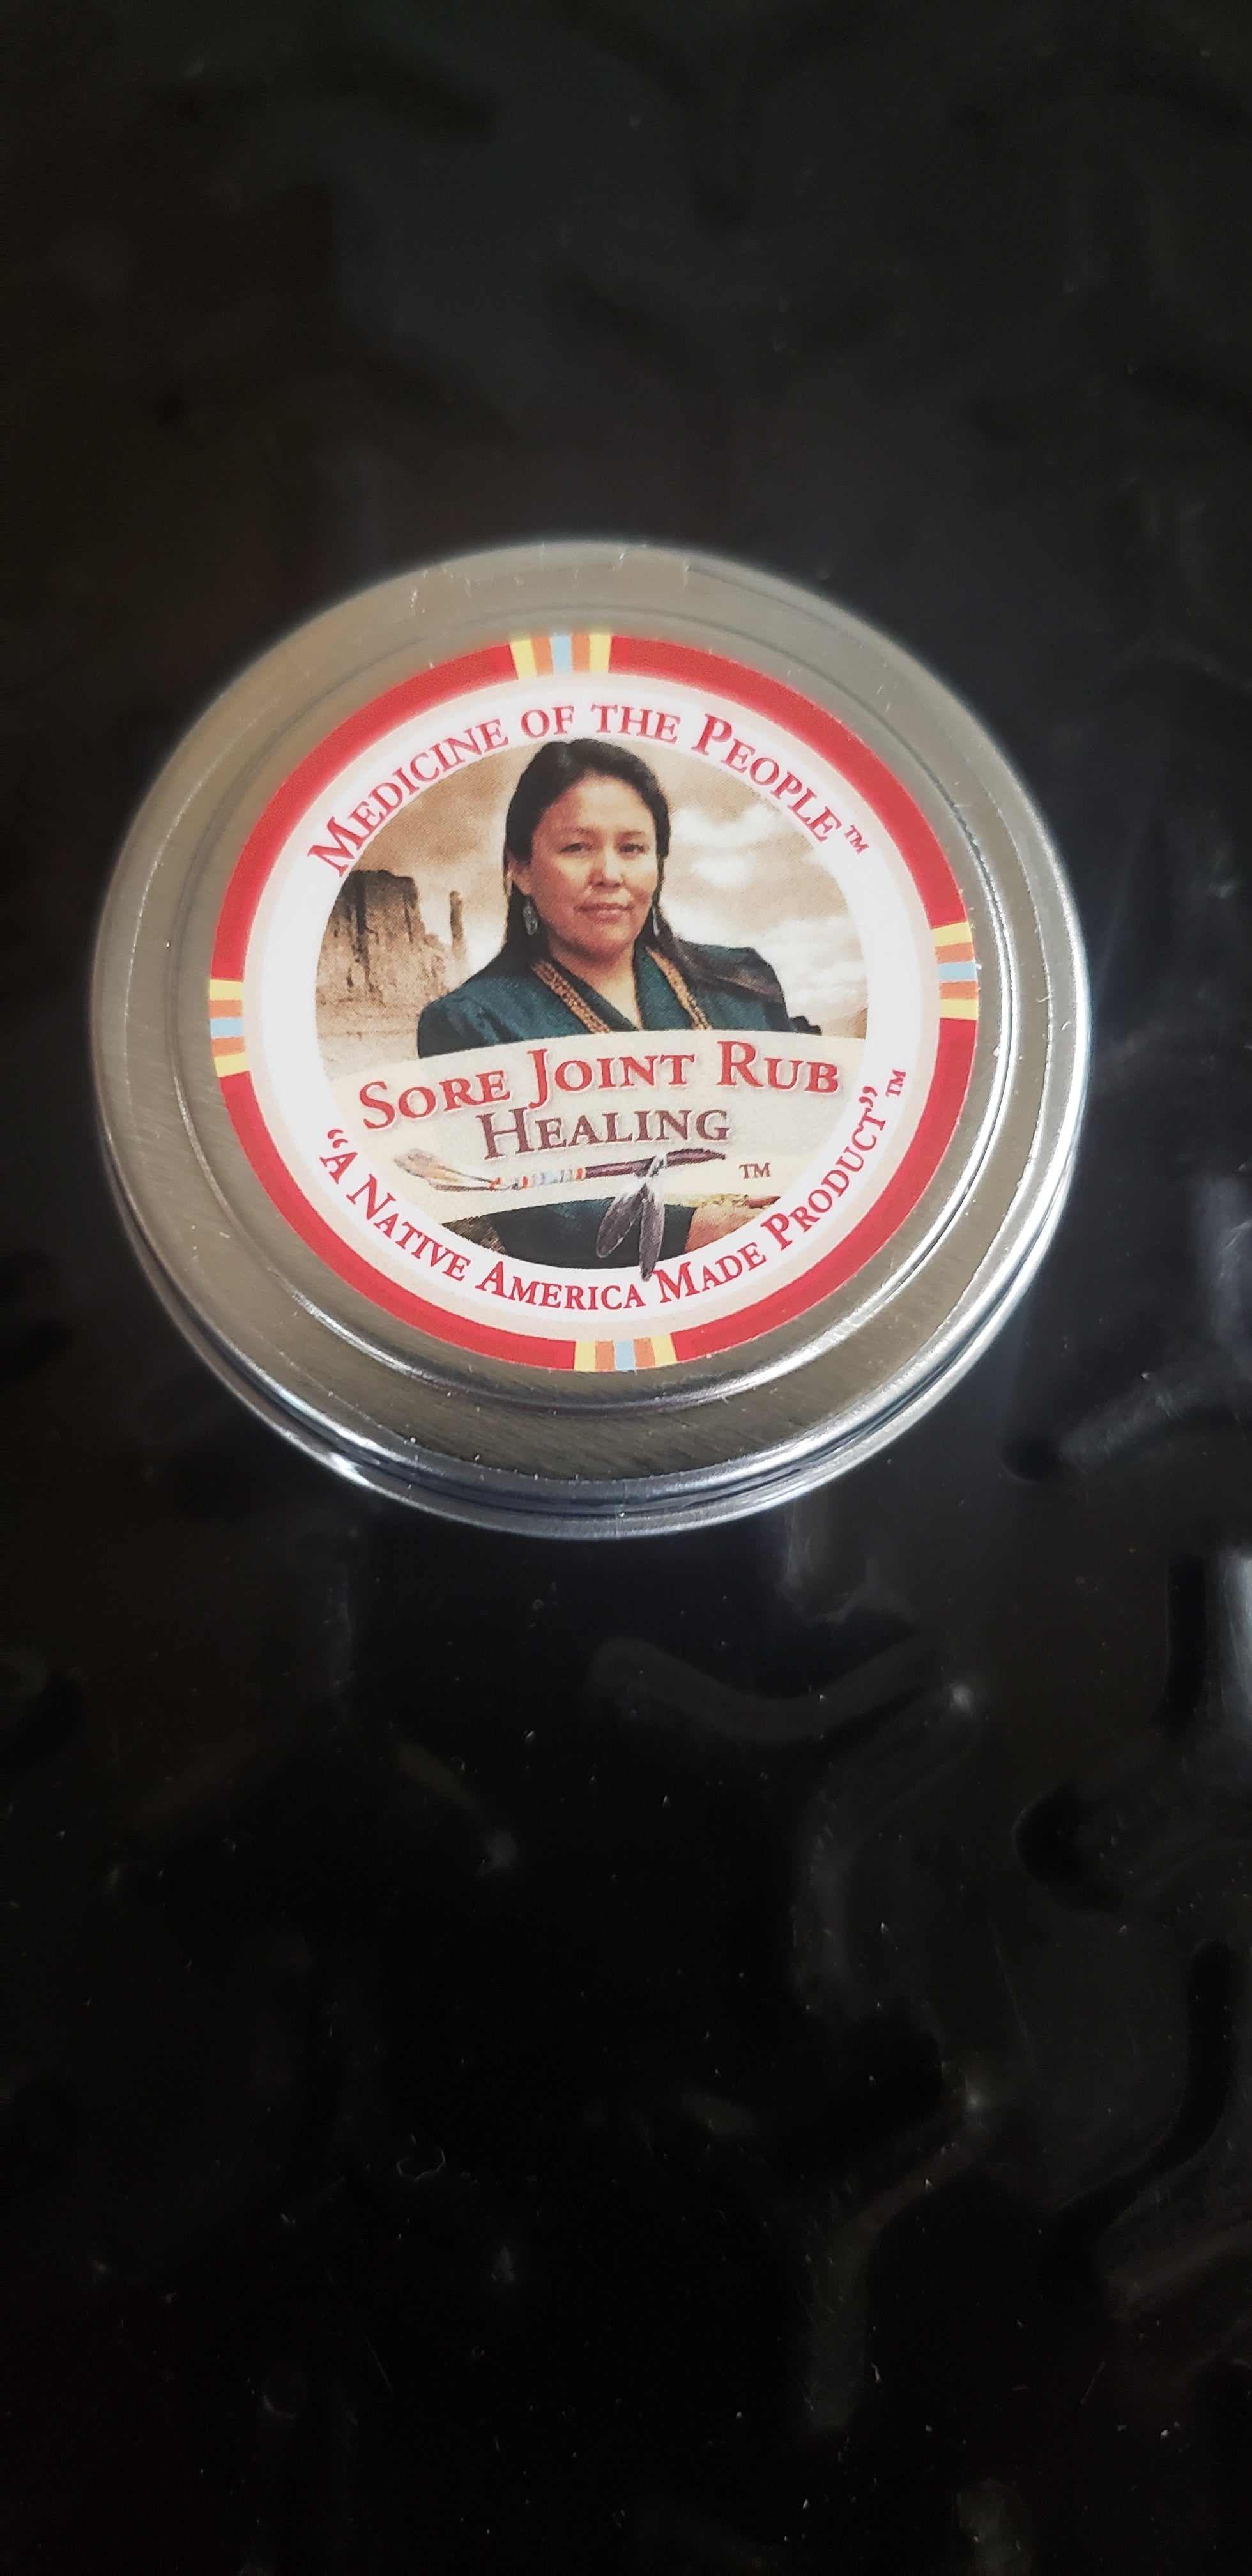 MEDICINE OF THE PEOPLE™
SORE JOINT RUB
HEALING
™
"A NATIVE AMERICA MADE PRODUCT"™